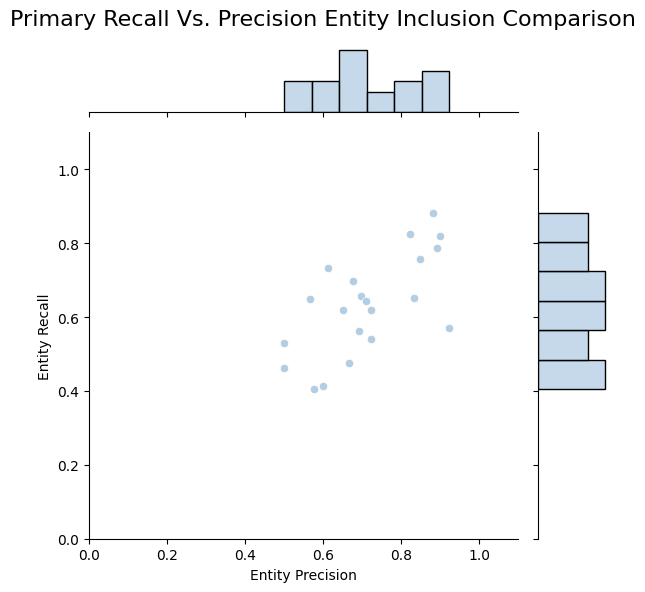 Primary Recall Vs. Precision Entity Inclusion Comparison
1.0
0.8
0.6
0.4
0.2
0.0
Entity Recall
0.0 0.2 0.4 0.6 0.8 1.0
Entity Precision